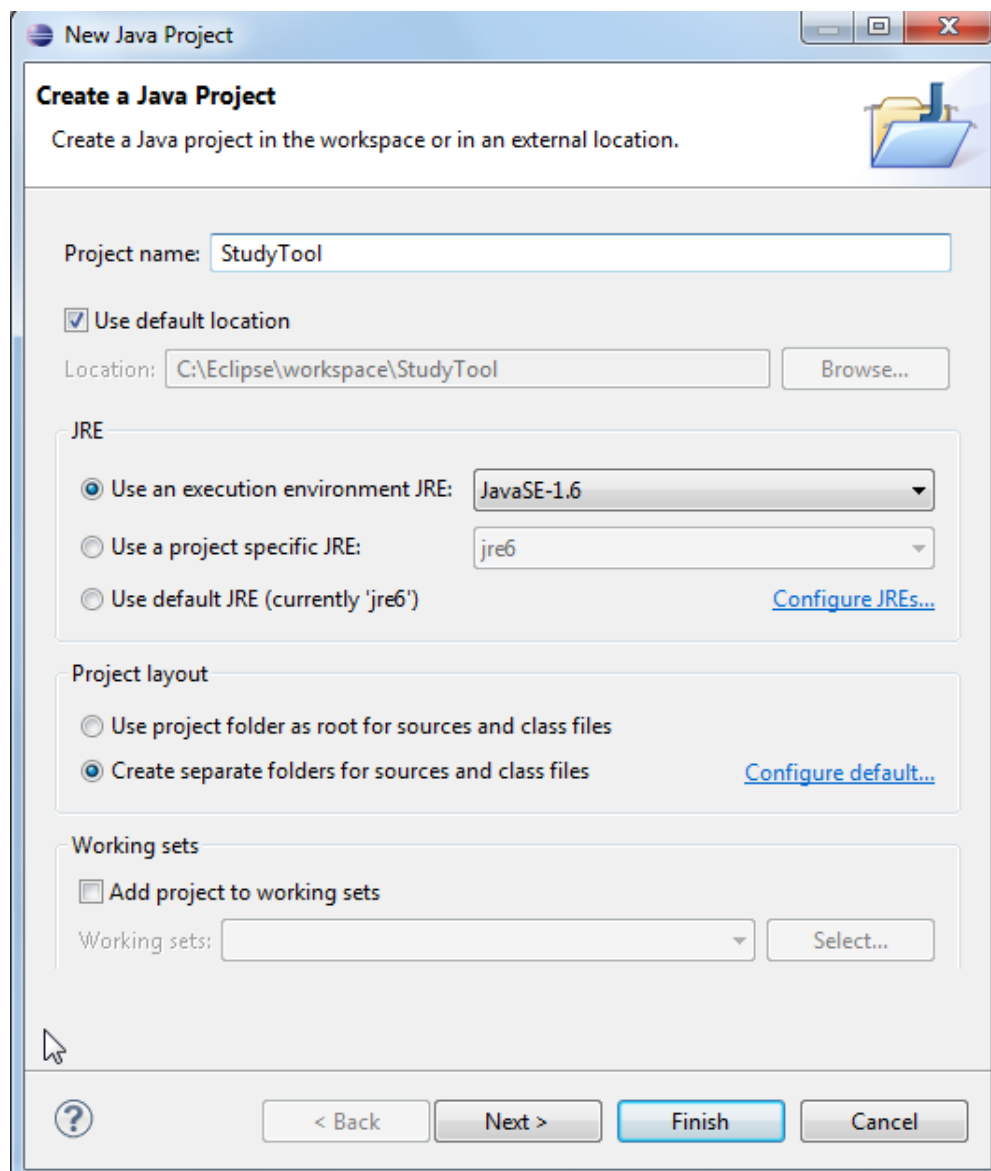 New Java Project
Create a Java Project
Create a Java project in the workspace or in an external location.
Project name: StudyTool
Use default location
Location: C:\Eclipse\workspace\StudyTool Browse...
JRE
Use an execution environment JRE: JavaSE-1.6
Use a project specific JRE: jre6
Use default JRE (currently 'jre6') Configure JREs...
Project layout
Use project folder as root for sources and class files
Create separate folders for sources and class files Configure default...
Working sets
Add project to working sets
Working sets: Select...
? < Back Next > Finish Cancel